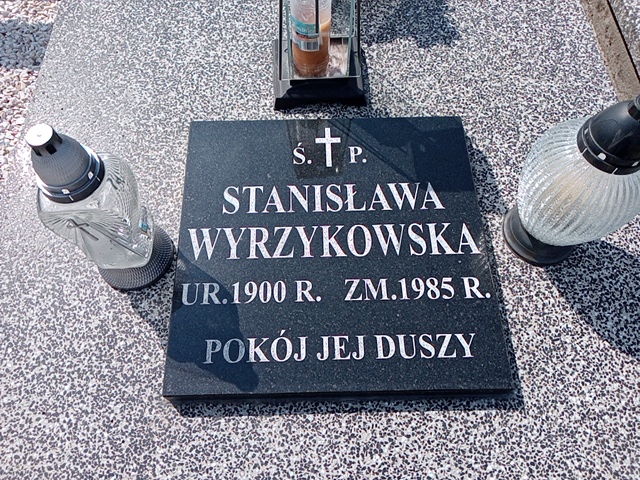 Ś. P.
STANISŁAWA
WYRZYKOWSKA
UR.1900 R. ZM.1985 R.
POKÓJ JEJ DUSZY